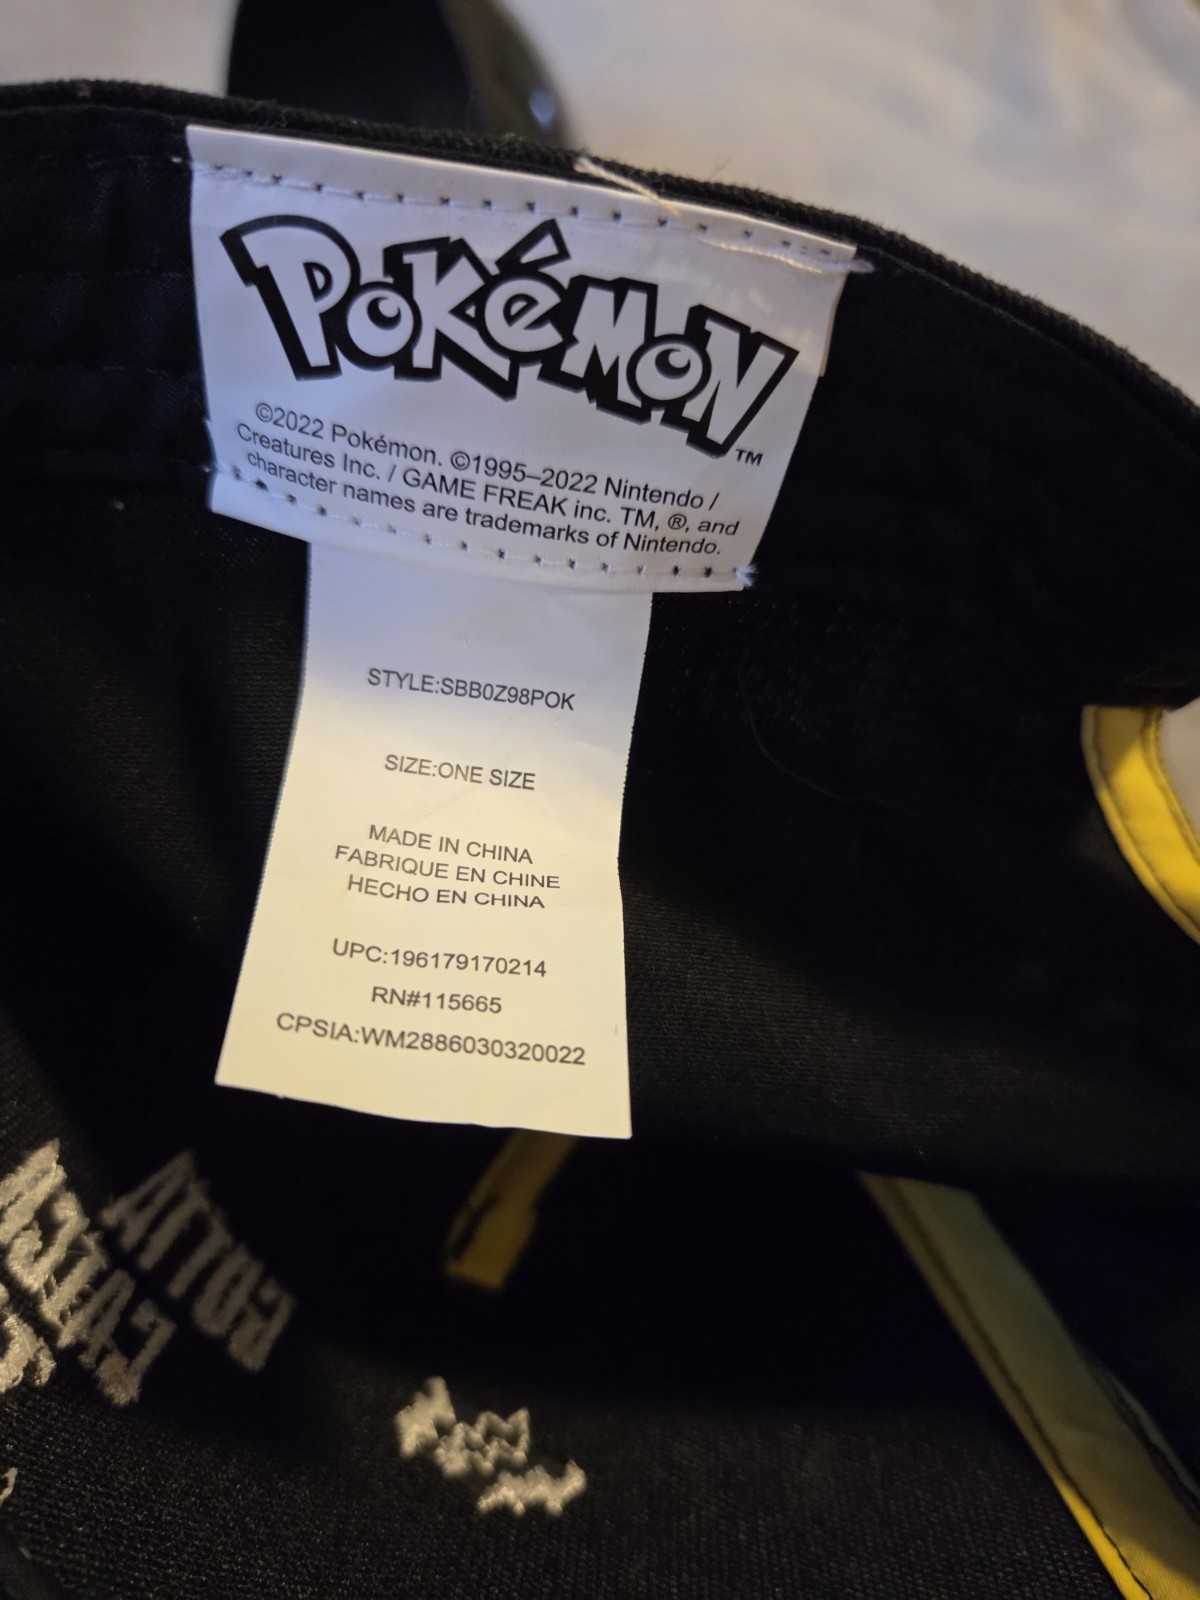 POKéMON
TM
©2022 Pokémon. ©1995–2022 Nintendo /
Creatures Inc. / GAME FREAK inc. TM, ®, and
character names are trademarks of Nintendo.
STYLE:SBB0Z98POK
SIZE:ONE SIZE
MADE IN CHINA
FABRIQUE EN CHINE
HECHO EN CHINA
UPC:196179170214
RN#115665
CPSIA:WM2886030320022